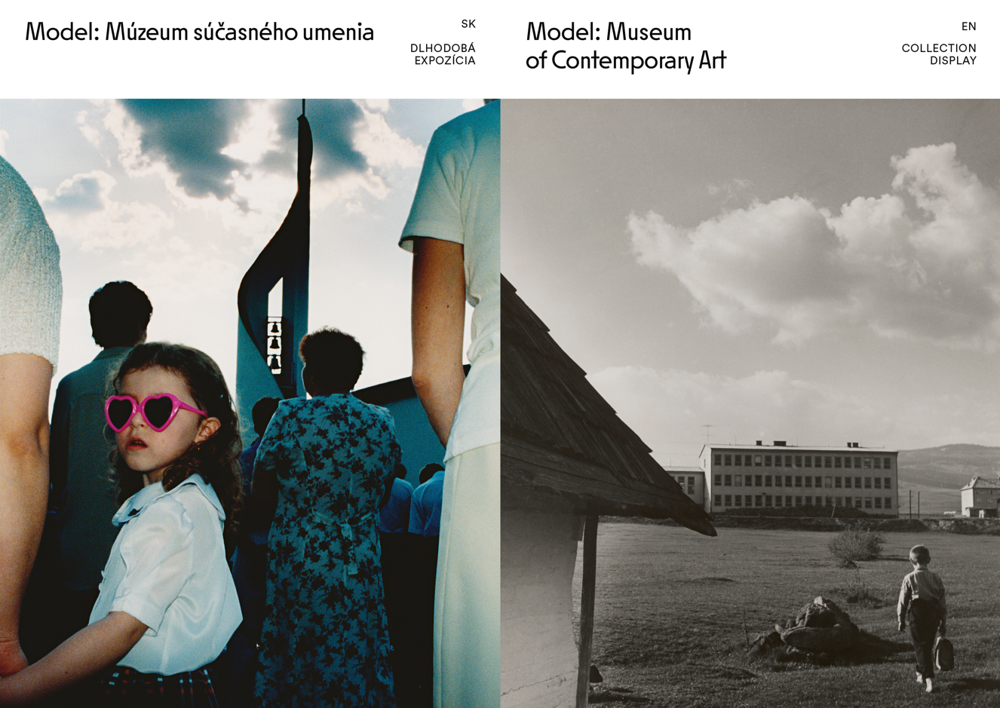 Model: Múzeum súčasného umenia
SK
DLHODOBÁ
EXPOZÍCIA
Model: Museum
of Contemporary Art
EN
COLLECTION
DISPLAY